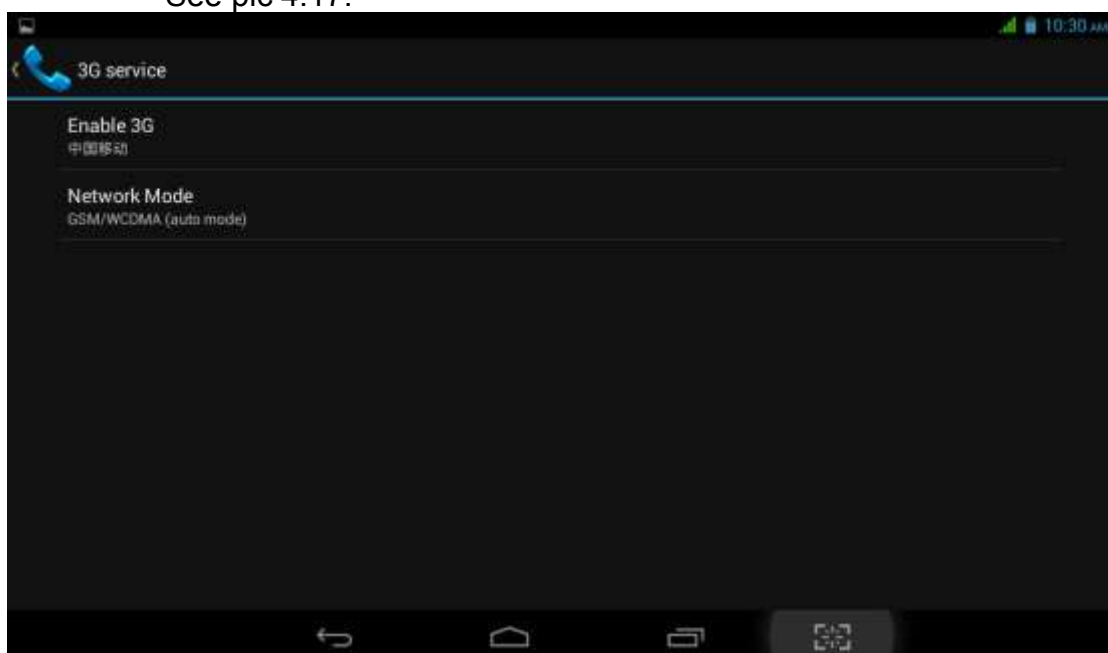 See pic 4.17:
10:30 AM
3G service
Enable 3G
中国移动
Network Mode
GSM/WCDMA (auto mode)